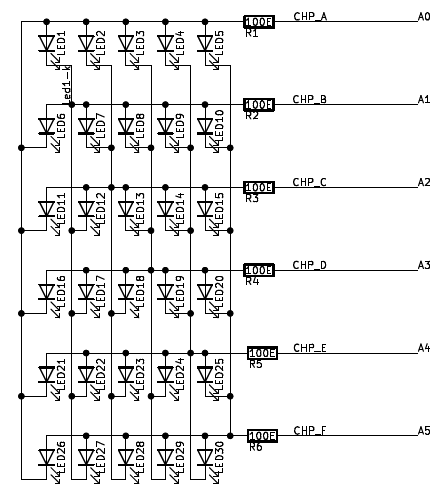 LED1 LED2 LED3 LED4 LED5 100E R1 CHP_A A0
Led1-k
LED6 LED7 LED8 LED9 LED10 100E R2 CHP_B A1
LED11 LED12 LED13 LED14 LED15 100E R3 CHP_C A2
LED16 LED17 LED18 LED19 LED20 100E R4 CHP_D A3
LED21 LED22 LED23 LED24 LED25 100E R5 CHP_E A4
LED26 LED27 LED28 LED29 LED30 100E R6 CHP_F A5